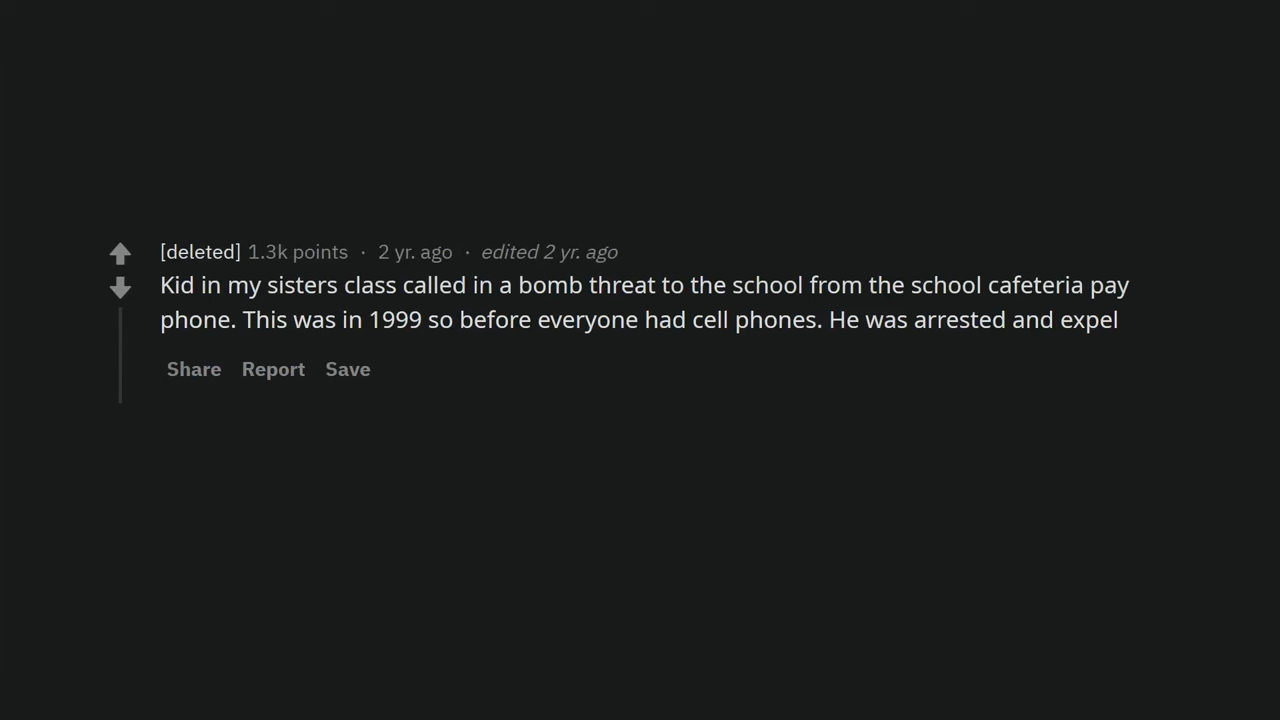 [deleted] 1.3k points · 2 yr. ago · edited 2 yr. ago
Kid in my sisters class called in a bomb threat to the school from the school cafeteria pay
phone. This was in 1999 so before everyone had cell phones. He was arrested and expel
Share Report Save